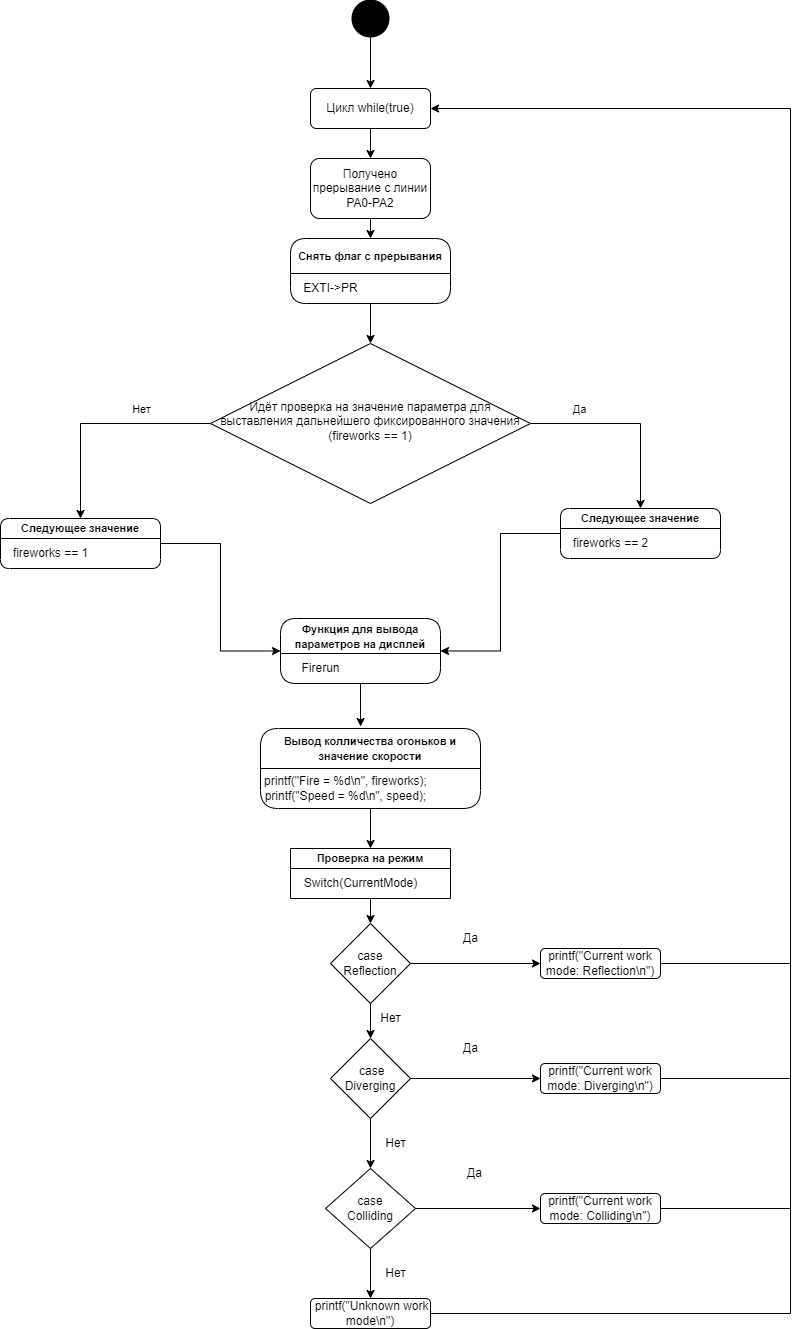 Цикл while(true)
Получено
прерывание с линии
PA0-PA2
Снять флаг с прерывания
EXTI->PR
Идёт проверка на значение параметра для
выставления дальнейшего фиксированного значения
(fireworks == 1)
Нет
Да
Следующее значение
fireworks == 1
Следующее значение
fireworks == 2
Функция для вывода
параметров на дисплей
Firerun
Вывод колличества огоньков и
значение скорости
printf("Fire = %d\n", fireworks);
printf("Speed = %d\n", speed);
Проверка на режим
Switch(CurrentMode)
case
Reflection
Да
printf("Current work
mode: Reflection\n")
Нет
case
Diverging
Да
printf("Current work
mode: Diverging\n")
Нет
case
Colliding
Да
printf("Current work
mode: Colliding\n")
Нет
printf("Unknown work
mode\n")